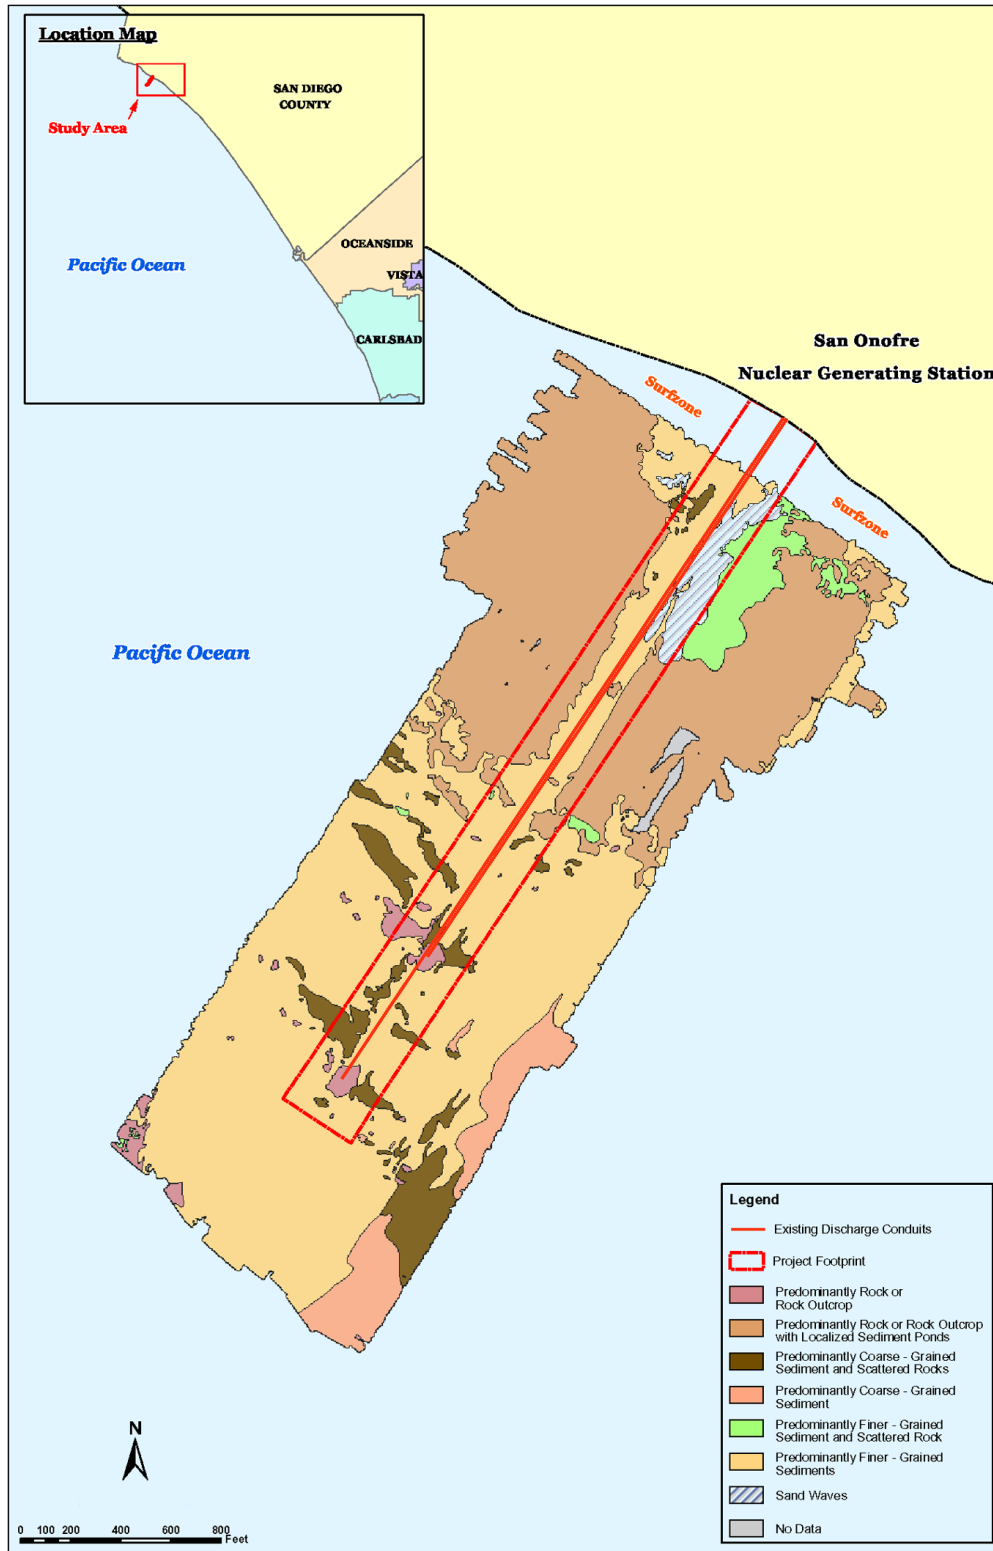 Location Map
SAN DIEGO
COUNTY
Study Area
OCEANSIDE
Pacific Ocean
VISTA
CARLSBAD
San Onofre
Nuclear Generating Station
Surfzone
Surfzone
Pacific Ocean
Legend
Existing Discharge Conduits
Project Footprint
Predominantly Rock or
Rock Outcrop
Predominantly Rock or Rock Outcrop
with Localized Sediment Ponds
Predominantly Coarse - Grained
Sediment and Scattered Rocks
Predominantly Coarse - Grained
Sediment
Predominantly Finer - Grained
Sediment and Scattered Rock
Predominantly Finer - Grained
Sediments
Sand Waves
No Data
N
0 100 200 400 600 800
Feet